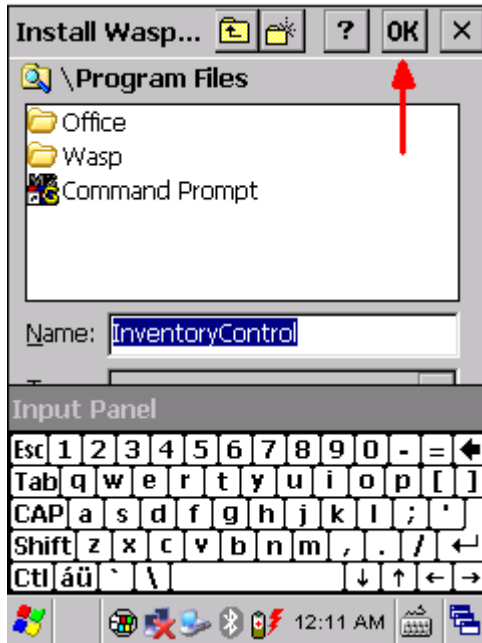 Install Wasp... ? OK ×
\Program Files
Office
Wasp
Command Prompt
Name: InventoryControl
Input Panel
Esc 1 2 3 4 5 6 7 8 9 0 - =
Tab q w e r t y u i o p [ ]
CAP a s d f g h j k l ; '
Shift z x c v b n m , . /
Ctl áü ` \ ↓ ↑ ← →
12:11 AM